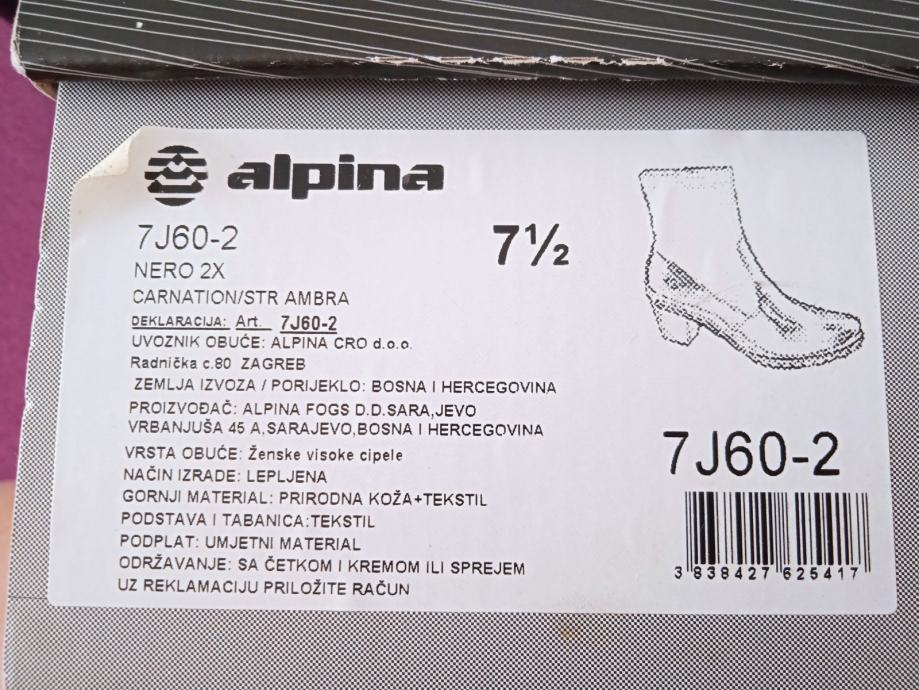 alpina
7J60-2
7½
NERO 2X
CARNATION/STR AMBRA
DEKLARACIJA: Art. 7J60-2
UVOZNIK OBUĆE: ALPINA CRO d.o.o.
Radnička c.80 ZAGREB
ZEMLJA IZVOZA / PORIJEKLO: BOSNA I HERCEGOVINA
PROIZVOĐAČ: ALPINA FOGS D.D.SARA,JEVO
VRBANJUŠA 45 A,SARAJEVO,BOSNA I HERCEGOVINA
VRSTA OBUĆE: Ženske visoke cipele
NAČIN IZRADE: LEPLJENA
GORNJI MATERIAL: PRIRODNA KOŽA+TEKSTIL
PODSTAVA I TABANICA:TEKSTIL
PODPLAT: UMJETNI MATERIAL
ODRŽAVANJE: SA ČETKOM I KREMOM ILI SPREJEM
UZ REKLAMACIJU PRILOŽITE RAČUN
7J60-2
3 838427 625417